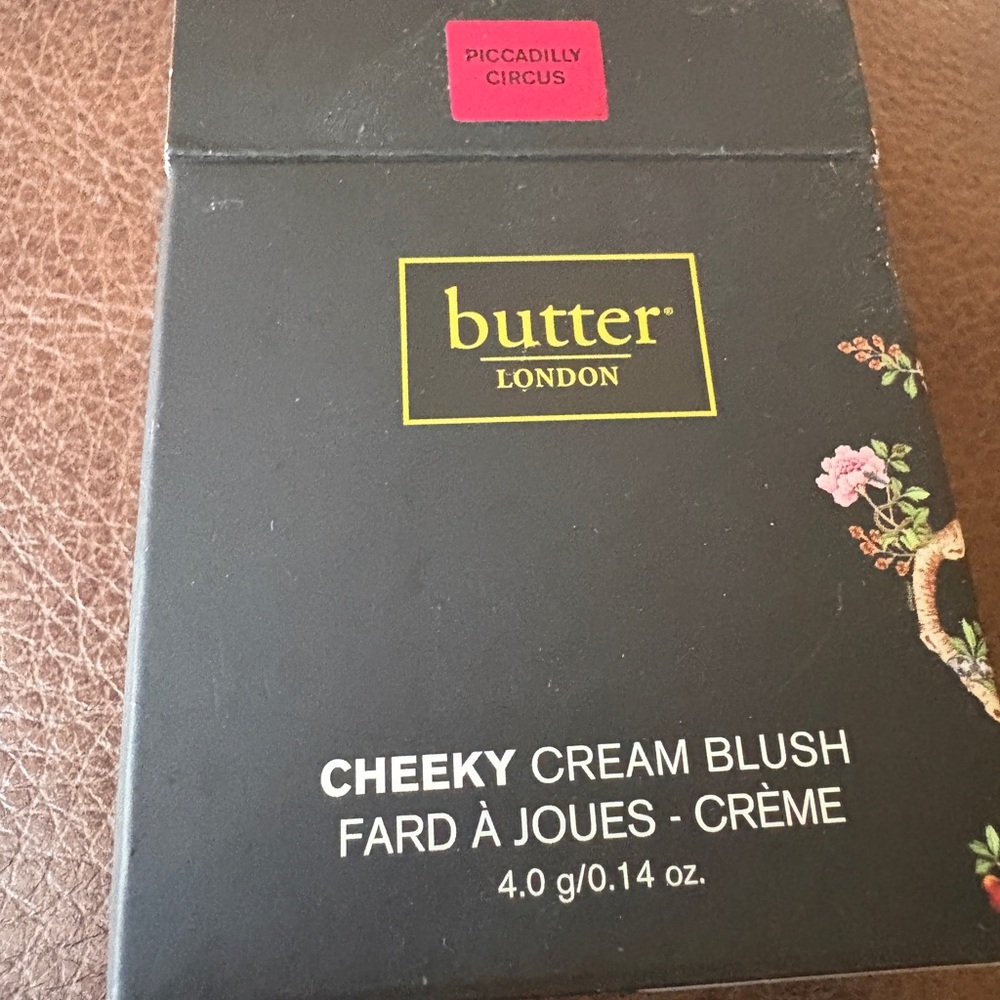 PICCADILLY
CIRCUS
butter®
LONDON
CHEEKY CREAM BLUSH
FARD À JOUES - CRÈME
4.0 g/0.14 oz.